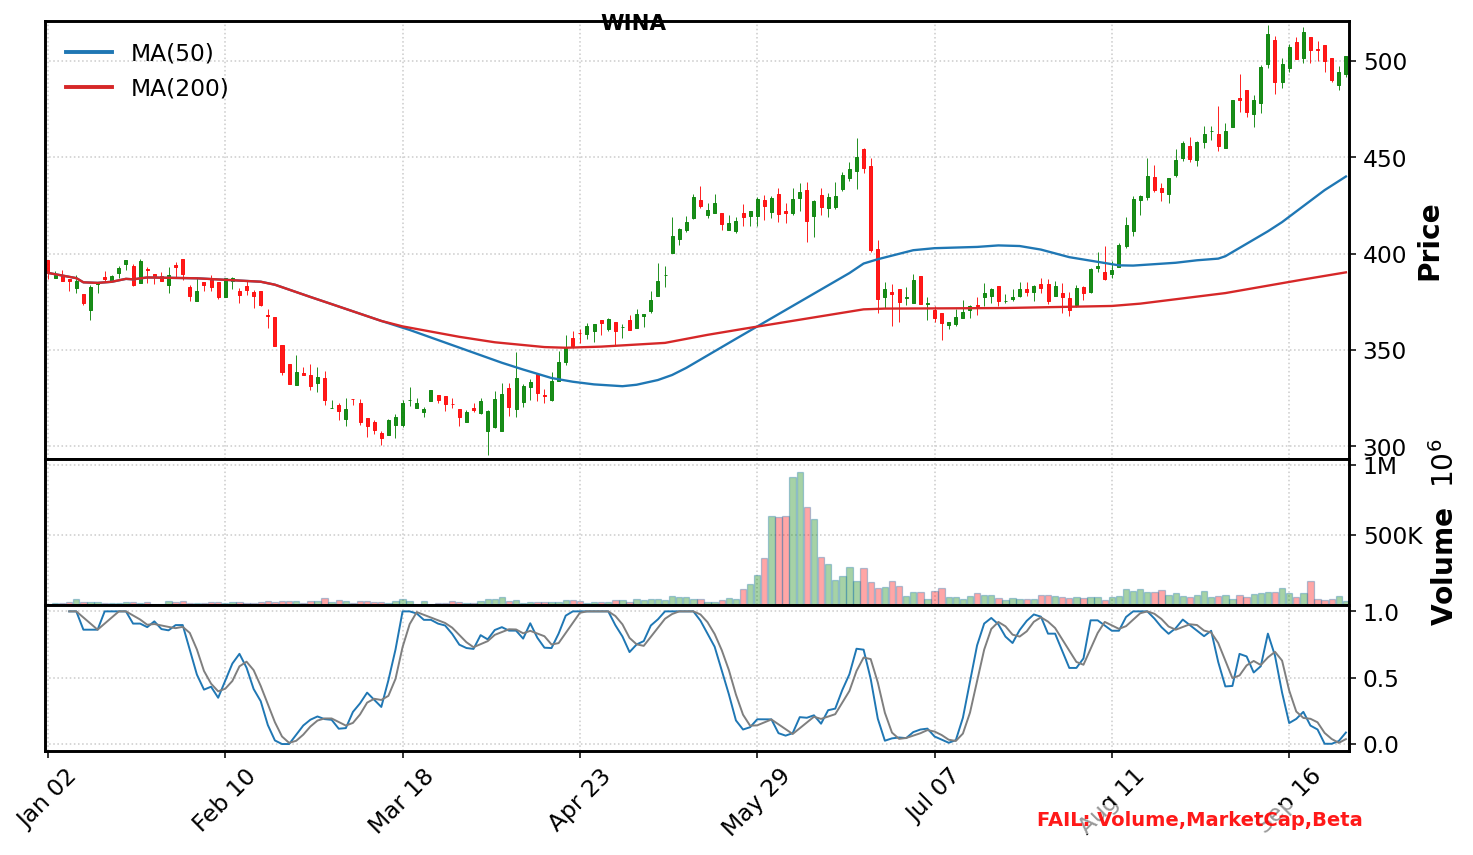 WINA
MA(50)
MA(200)
500
450
400
350
300
Price
1M
500K
Volume 10^6
1.0
0.5
0.0
Jan 02
Feb 10
Mar 18
Apr 23
May 29
Jul 07
Aug 11
Sep 16
FAIL: Volume,MarketCap,Beta